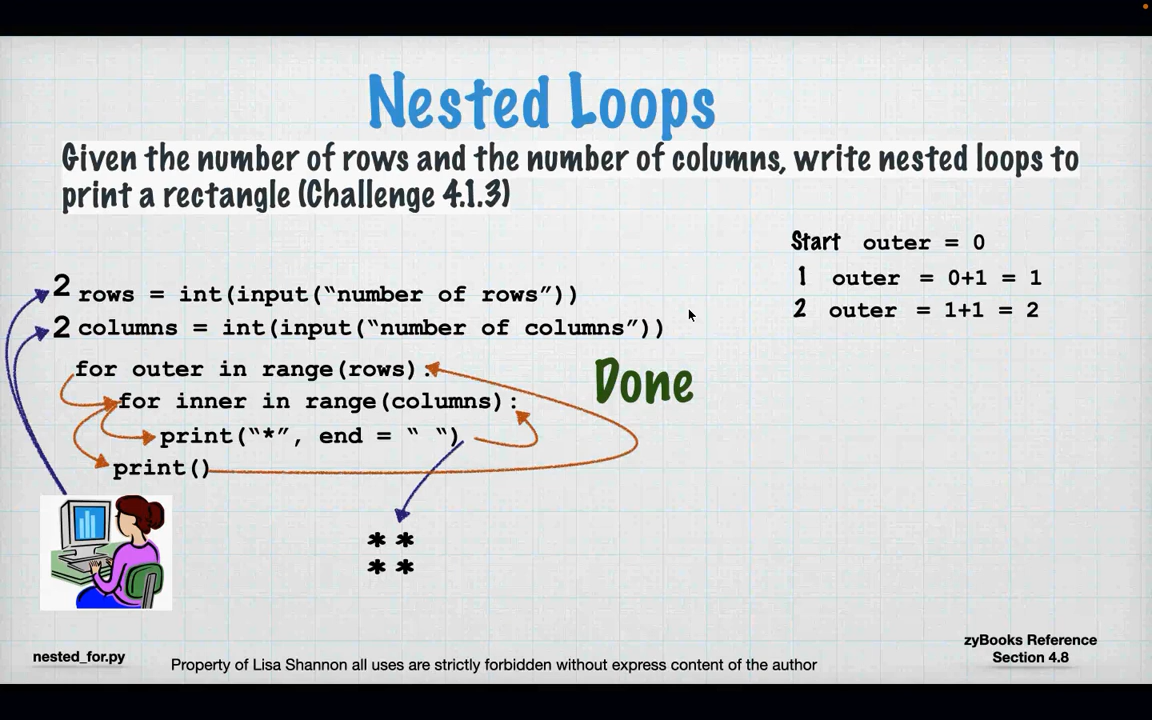 Nested Loops
Given the number of rows and the number of columns, write nested loops to
print a rectangle (Challenge 4.1.3)
Start outer = 0
1 outer = 0+1 = 1
2 outer = 1+1 = 2
2 rows = int(input(“number of rows”))
2 columns = int(input(“number of columns”))
for outer in range(rows):
for inner in range(columns):
print(“*”, end = “ “)
print()
Done
* *
* *
nested_for.py
Property of Lisa Shannon all uses are strictly forbidden without express content of the author
zyBooks Reference
Section 4.8